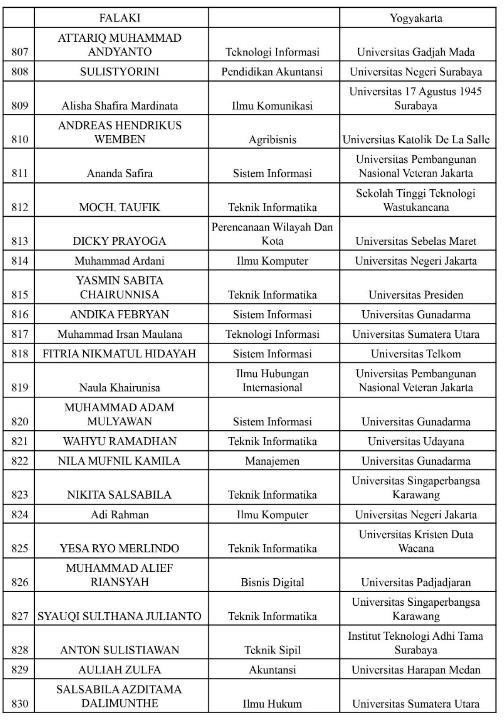 FALAKI Yogyakarta
ATTARIQ MUHAMMAD
807 ANDYANTO Teknologi Informasi Universitas Gadjah Mada
808 SULISTYORINI Pendidikan Akuntansi Universitas Negeri Surabaya
Universitas 17 Agustus 1945
809 Alisha Shafira Mardinata Ilmu Komunikasi Surabaya
ANDREAS HENDRIKUS
810 WEMBEN Agribisnis Universitas Katolik De La Salle
Universitas Pembangunan
811 Ananda Safira Sistem Informasi Nasional Veteran Jakarta
Sekolah Tinggi Teknologi
812 MOCH. TAUFIK Teknik Informatika Wastukancana
Perencanaan Wilayah Dan
813 DICKY PRAYOGA Kota Universitas Sebelas Maret
814 Muhammad Ardani Ilmu Komputer Universitas Negeri Jakarta
YASMIN SABITA
815 CHAIRUNNISA Teknik Informatika Universitas Presiden
816 ANDIKA FEBRYAN Sistem Informasi Universitas Gunadarma
817 Muhammad Irsan Maulana Teknologi Informasi Universitas Sumatera Utara
818 FITRIA NIKMATUL HIDAYAH Sistem Informasi Universitas Telkom
Ilmu Hubungan Universitas Pembangunan
819 Naula Khairunisa Internasional Nasional Veteran Jakarta
MUHAMMAD ADAM
820 MULYAWAN Sistem Informasi Universitas Gunadarma
821 WAHYU RAMADHAN Teknik Informatika Universitas Udayana
822 NILA MUFNIL KAMILA Manajemen Universitas Gunadarma
Universitas Singaperbangsa
823 NIKITA SALSABILA Teknik Informatika Karawang
824 Adi Rahman Ilmu Komputer Universitas Negeri Jakarta
Universitas Kristen Duta
825 YESA RYO MERLINDO Teknik Informatika Wacana
MUHAMMAD ALIEF
826 RIANSYAH Bisnis Digital Universitas Padjadjaran
Universitas Singaperbangsa
827 SYAUQI SULTHANA JULIANTO Teknik Informatika Karawang
Institut Teknologi Adhi Tama
828 ANTON SULISTIAWAN Teknik Sipil Surabaya
829 AULIAH ZULFA Akuntansi Universitas Harapan Medan
SALSABILA AZDITAMA
830 DALIMUNTHE Ilmu Hukum Universitas Sumatera Utara